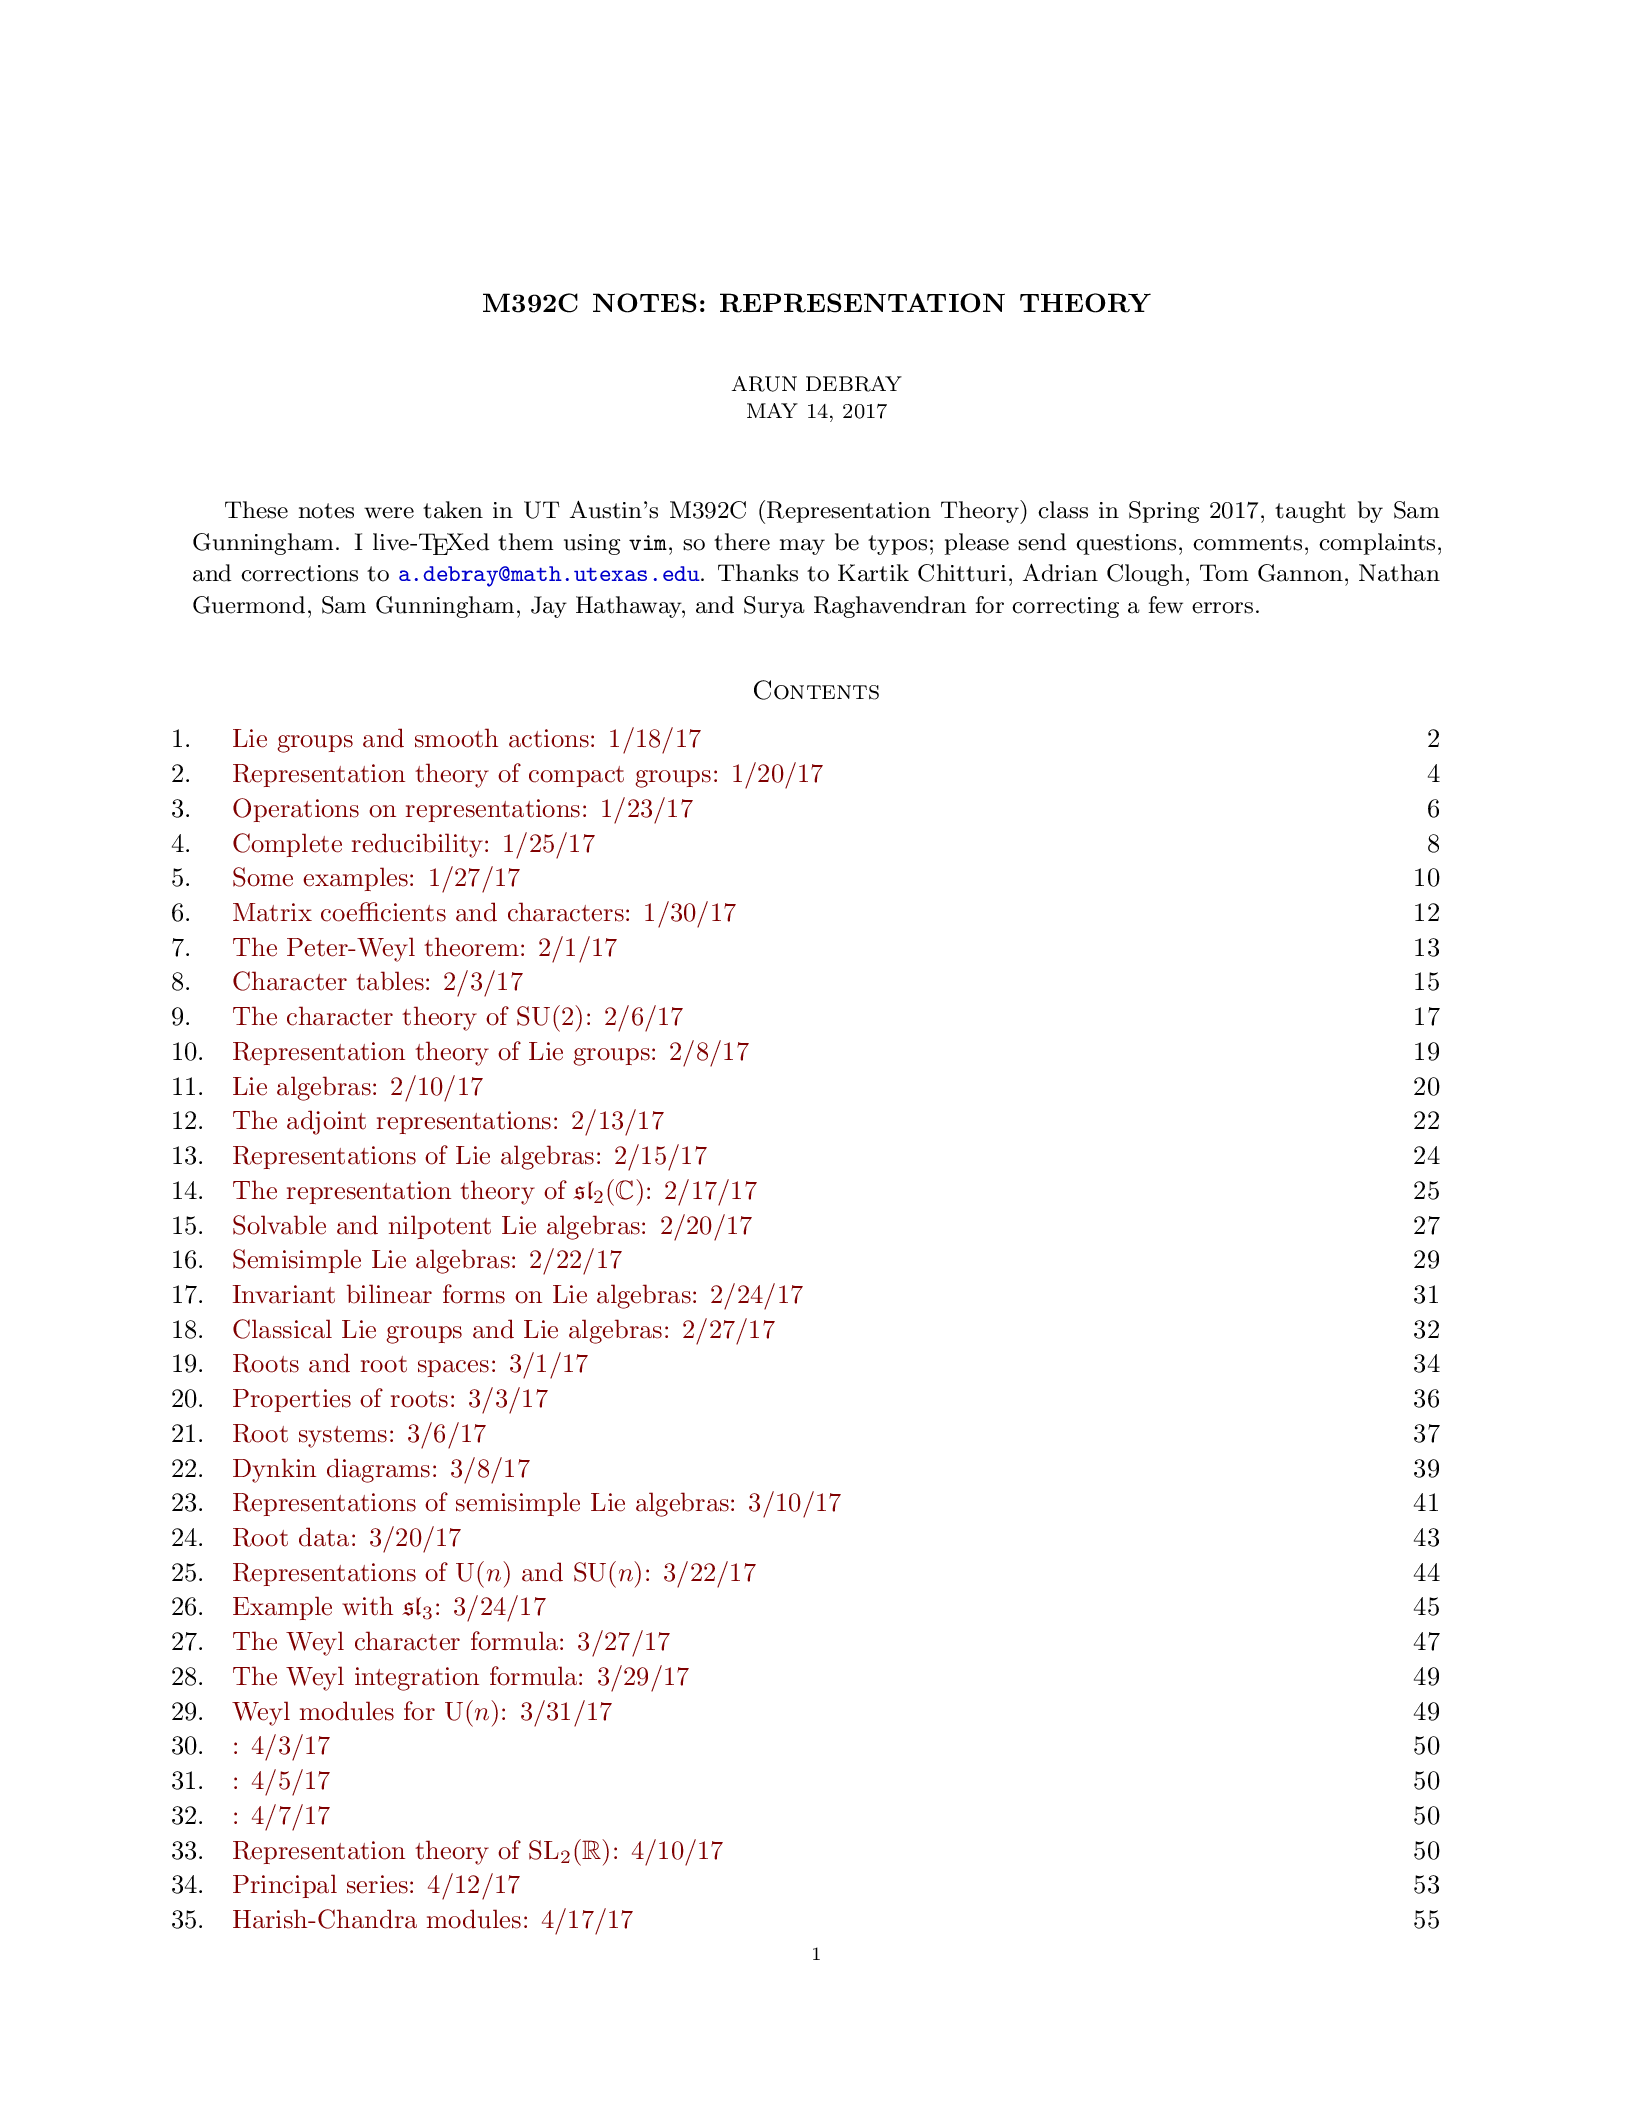 M392C NOTES: REPRESENTATION THEORY
ARUN DEBRAY
MAY 14, 2017
These notes were taken in UT Austin's M392C (Representation Theory) class in Spring 2017, taught by Sam
Gunningham. I live-TEXed them using vim, so there may be typos; please send questions, comments, complaints,
and corrections to a.debray@math.utexas.edu. Thanks to Kartik Chitturi, Adrian Clough, Tom Gannon, Nathan
Guermond, Sam Gunningham, Jay Hathaway, and Surya Raghavendran for correcting a few errors.
Contents
1. Lie groups and smooth actions: 1/18/17 2
2. Representation theory of compact groups: 1/20/17 4
3. Operations on representations: 1/23/17 6
4. Complete reducibility: 1/25/17 8
5. Some examples: 1/27/17 10
6. Matrix coefficients and characters: 1/30/17 12
7. The Peter-Weyl theorem: 2/1/17 13
8. Character tables: 2/3/17 15
9. The character theory of SU(2): 2/6/17 17
10. Representation theory of Lie groups: 2/8/17 19
11. Lie algebras: 2/10/17 20
12. The adjoint representations: 2/13/17 22
13. Representations of Lie algebras: 2/15/17 24
14. The representation theory of 𝔰𝔩₂(ℂ): 2/17/17 25
15. Solvable and nilpotent Lie algebras: 2/20/17 27
16. Semisimple Lie algebras: 2/22/17 29
17. Invariant bilinear forms on Lie algebras: 2/24/17 31
18. Classical Lie groups and Lie algebras: 2/27/17 32
19. Roots and root spaces: 3/1/17 34
20. Properties of roots: 3/3/17 36
21. Root systems: 3/6/17 37
22. Dynkin diagrams: 3/8/17 39
23. Representations of semisimple Lie algebras: 3/10/17 41
24. Root data: 3/20/17 43
25. Representations of U(n) and SU(n): 3/22/17 44
26. Example with 𝔰𝔩₃: 3/24/17 45
27. The Weyl character formula: 3/27/17 47
28. The Weyl integration formula: 3/29/17 49
29. Weyl modules for U(n): 3/31/17 49
30. : 4/3/17 50
31. : 4/5/17 50
32. : 4/7/17 50
33. Representation theory of SL₂(ℝ): 4/10/17 50
34. Principal series: 4/12/17 53
35. Harish-Chandra modules: 4/17/17 55
1